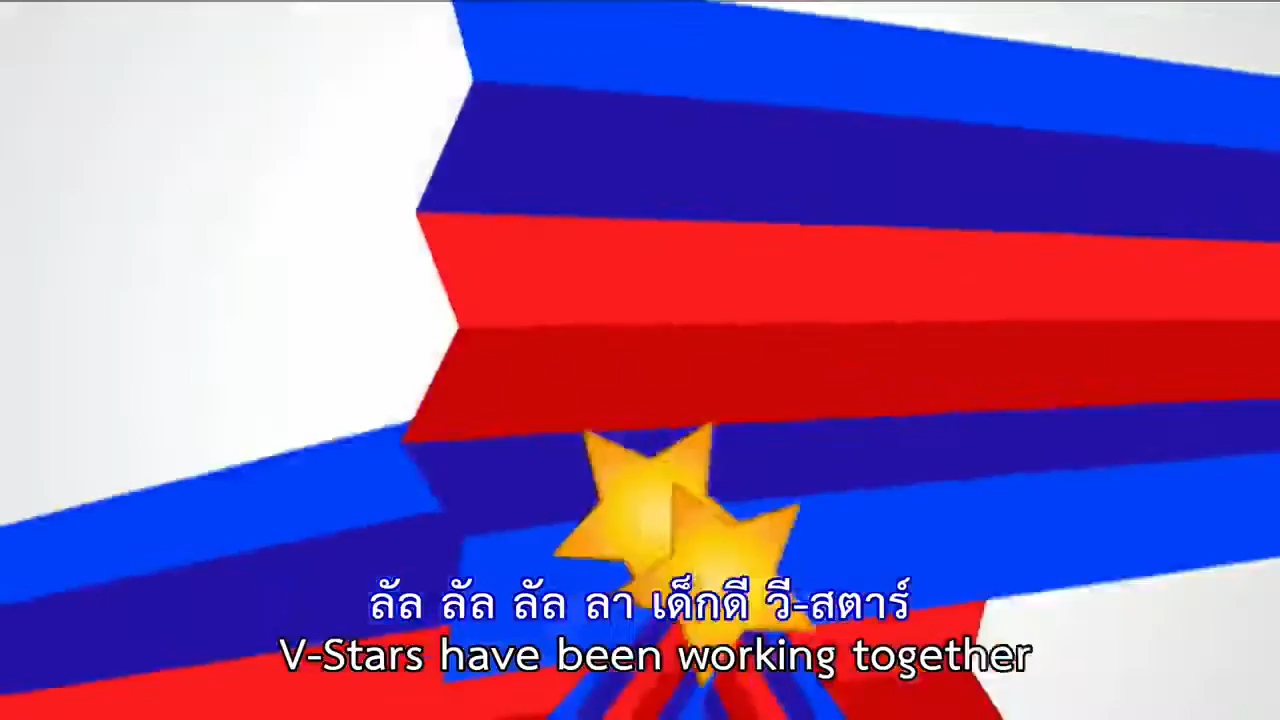 ลัล ลัล ลัล ลา เด็กดี วี-สตาร์
V-Stars have been working together